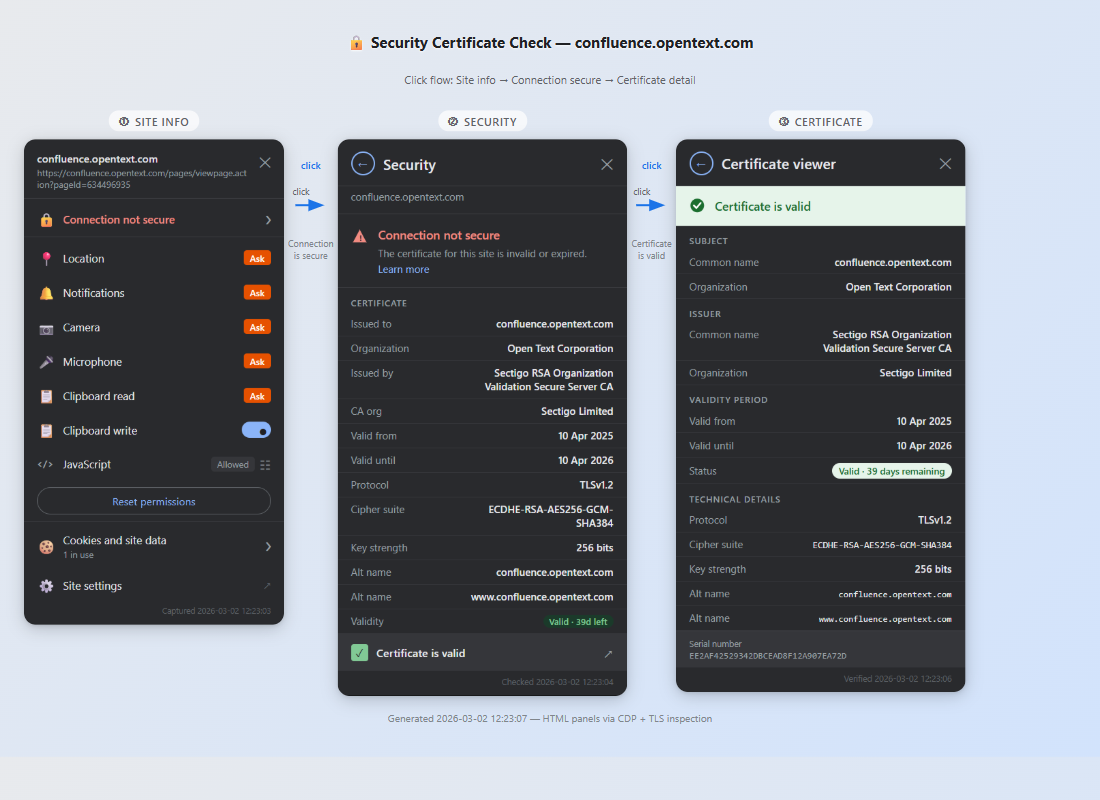 🔒 Security Certificate Check — confluence.opentext.com
Click flow: Site info → Connection secure → Certificate detail
① SITE INFO
confluence.opentext.com
https://confluence.opentext.com/pages/viewpage.act
ion?pageId=634496935
Connection not secure
Location Ask
Notifications Ask
Camera Ask
Microphone Ask
Clipboard read Ask
Clipboard write
</> JavaScript Allowed
Reset permissions
Cookies and site data
1 in use
Site settings ↗
Captured 2026-03-02 12:23:03
click
click
Connection
is secure
② SECURITY
← Security
confluence.opentext.com
Connection not secure
The certificate for this site is invalid or expired.
Learn more
CERTIFICATE
Issued to confluence.opentext.com
Organization Open Text Corporation
Issued by Sectigo RSA Organization
Validation Secure Server CA
CA org Sectigo Limited
Valid from 10 Apr 2025
Valid until 10 Apr 2026
Protocol TLSv1.2
Cipher suite ECDHE-RSA-AES256-GCM-
SHA384
Key strength 256 bits
Alt name confluence.opentext.com
Alt name www.confluence.opentext.com
Validity Valid · 39d left
✓ Certificate is valid ↗
Checked 2026-03-02 12:23:04
click
click
Certificate
is valid
③ CERTIFICATE
← Certificate viewer
Certificate is valid
SUBJECT
Common name confluence.opentext.com
Organization Open Text Corporation
ISSUER
Common name Sectigo RSA Organization
Validation Secure Server CA
Organization Sectigo Limited
VALIDITY PERIOD
Valid from 10 Apr 2025
Valid until 10 Apr 2026
Status Valid · 39 days remaining
TECHNICAL DETAILS
Protocol TLSv1.2
Cipher suite ECDHE-RSA-AES256-GCM-SHA384
Key strength 256 bits
Alt name confluence.opentext.com
Alt name www.confluence.opentext.com
Serial number
EE2AF42529342DBCEAD8F12A907EA72D
Verified 2026-03-02 12:23:06
Generated 2026-03-02 12:23:07 — HTML panels via CDP + TLS inspection